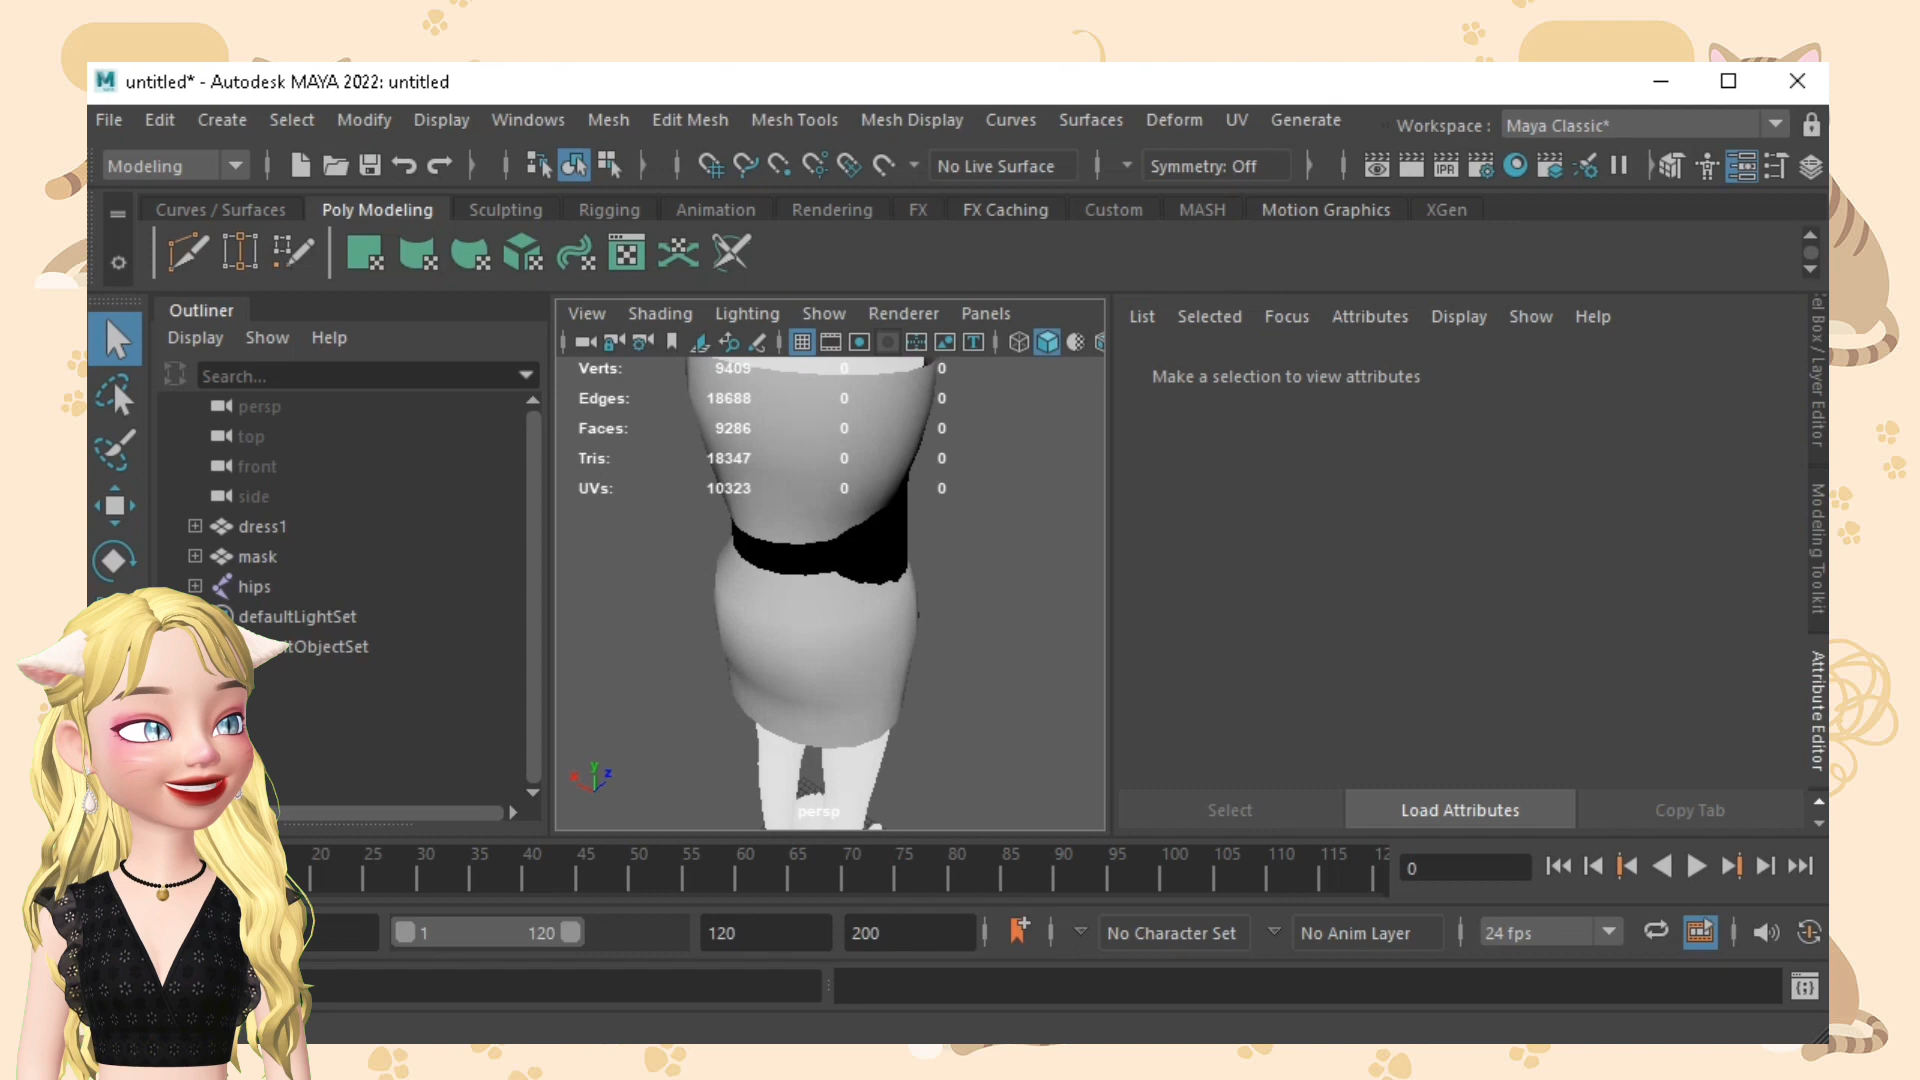 untitled* - Autodesk MAYA 2022: untitled
File Edit Create Select Modify Display Windows Mesh Edit Mesh Mesh Tools Mesh Display Curves Surfaces Deform UV Generate Workspace : Maya Classic*
Modeling No Live Surface Symmetry: Off
IPR
Curves / Surfaces Poly Modeling Sculpting Rigging Animation Rendering FX FX Caching Custom MASH Motion Graphics XGen
Outliner
Display Show Help
Search...
persp
top
front
side
dress1
mask
hips
defaultLightSet
tObjectSet
View Shading Lighting Show Renderer Panels
Verts: 9409 0 0
Edges: 18688 0 0
Faces: 9286 0 0
Tris: 18347 0 0
UVs: 10323 0 0
y
z
persp
List Selected Focus Attributes Display Show Help
Make a selection to view attributes
el Box / Layer Editor
Modeling Toolkit
Attribute Editor
Select Load Attributes Copy Tab
20 25 30 35 40 45 50 55 60 65 70 75 80 85 90 95 100 105 110 115 12
0
1 120 120 200 No Character Set No Anim Layer 24 fps